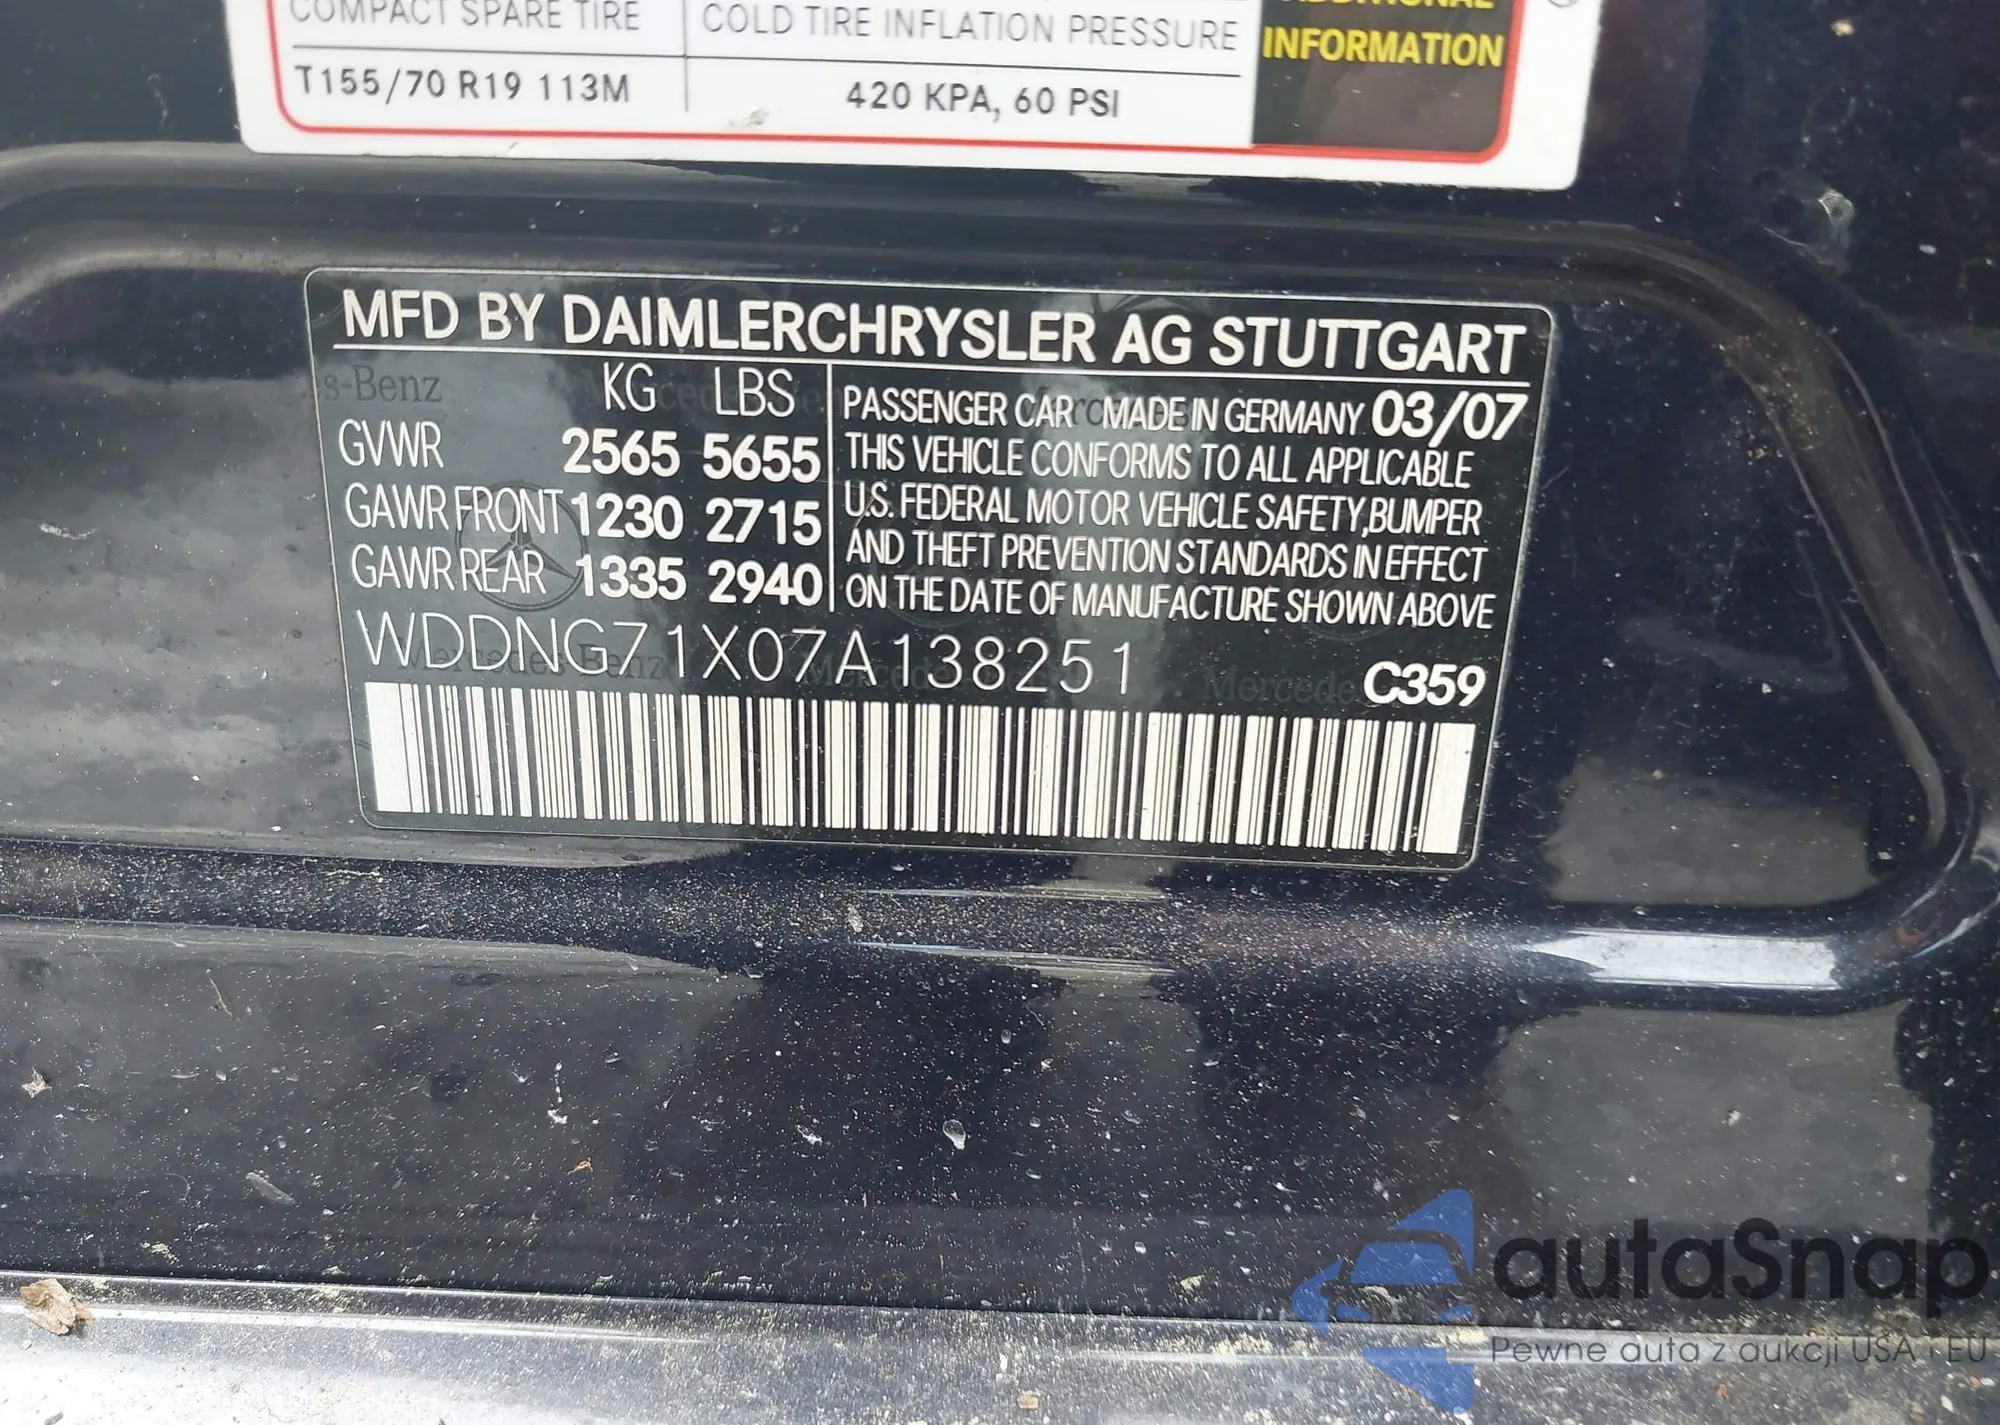 COMPACT SPARE TIRE COLD TIRE INFLATION PRESSURE
ADDITIONAL
INFORMATION
T155/70 R19 113M 420 KPA, 60 PSI
MFD BY DAIMLERCHRYSLER AG STUTTGART
KG LBS
GVWR 2565 5655
GAWR FRONT 1230 2715
GAWR REAR 1335 2940
PASSENGER CAR MADE IN GERMANY 03/07
THIS VEHICLE CONFORMS TO ALL APPLICABLE
U.S. FEDERAL MOTOR VEHICLE SAFETY,BUMPER
AND THEFT PREVENTION STANDARDS IN EFFECT
ON THE DATE OF MANUFACTURE SHOWN ABOVE
WDDNG71X07A138251
C359
autaSnap
Pewne auta z aukcji USA i EU